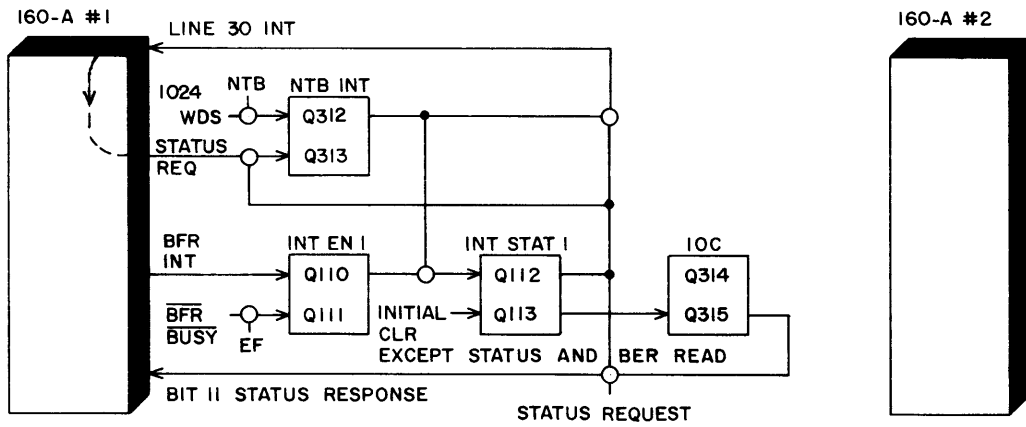 160-A #1
160-A #2
LINE 30 INT
1024
WDS
NTB
NTB INT
Q312
Q313
STATUS
REQ
BFR
INT
INT EN 1
Q110
Q111
INT STAT 1
Q112
Q113
IOC
Q314
Q315
BFR
BUSY
EF
INITIAL
CLR
EXCEPT STATUS AND BER READ
BIT 11 STATUS RESPONSE
STATUS REQUEST